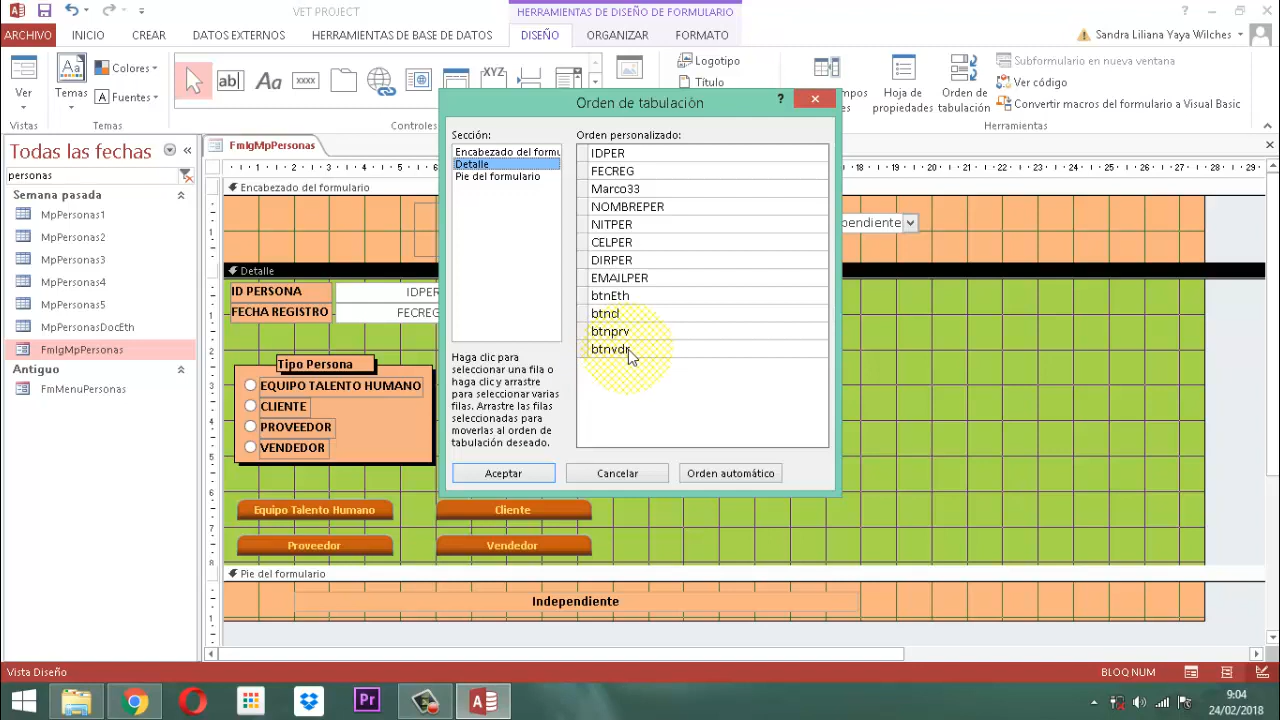 VET PROJECT
HERRAMIENTAS DE DISEÑO DE FORMULARIO
ARCHIVO
INICIO
CREAR
DATOS EXTERNOS
HERRAMIENTAS DE BASE DE DATOS
DISEÑO
ORGANIZAR
FORMATO
Sandra Liliana Yaya Wilches
Ver
Temas
Colores
Fuentes
Vistas
Temas
Controles
Logotipo
Título
Hoja de propiedades
Orden de tabulación
Subformulario en nueva ventana
Ver código
Convertir macros del formulario a Visual Basic
Herramientas
Todas las fechas
personas
Semana pasada
MpPersonas1
MpPersonas2
MpPersonas3
MpPersonas4
MpPersonas5
MpPersonasDocEth
FmIgMpPersonas
Antiguo
FmMenuPersonas
FmIgMpPersonas
Encabezado del formulario
pendiente
Detalle
ID PERSONA
IDPER
FECHA REGISTRO
FECREG
Tipo Persona
EQUIPO TALENTO HUMANO
CLIENTE
PROVEEDOR
VENDEDOR
Equipo Talento Humano
Cliente
Proveedor
Vendedor
Pie del formulario
Independiente
Orden de tabulación
Sección:
Encabezado del formu
Detalle
Pie del formulario
Haga clic para
seleccionar una fila o
haga clic y arrastre
para seleccionar varias
filas. Arrastre las filas
seleccionadas para
moverlas al orden de
tabulación deseado.
Orden personalizado:
IDPER
FECREG
Marco33
NOMBREPER
NITPER
CELPER
DIRPER
EMAILPER
btnEth
btncl
btnprv
btnvdr
Aceptar
Cancelar
Orden automático
Vista Diseño
BLOQ NUM
9:04
24/02/2018